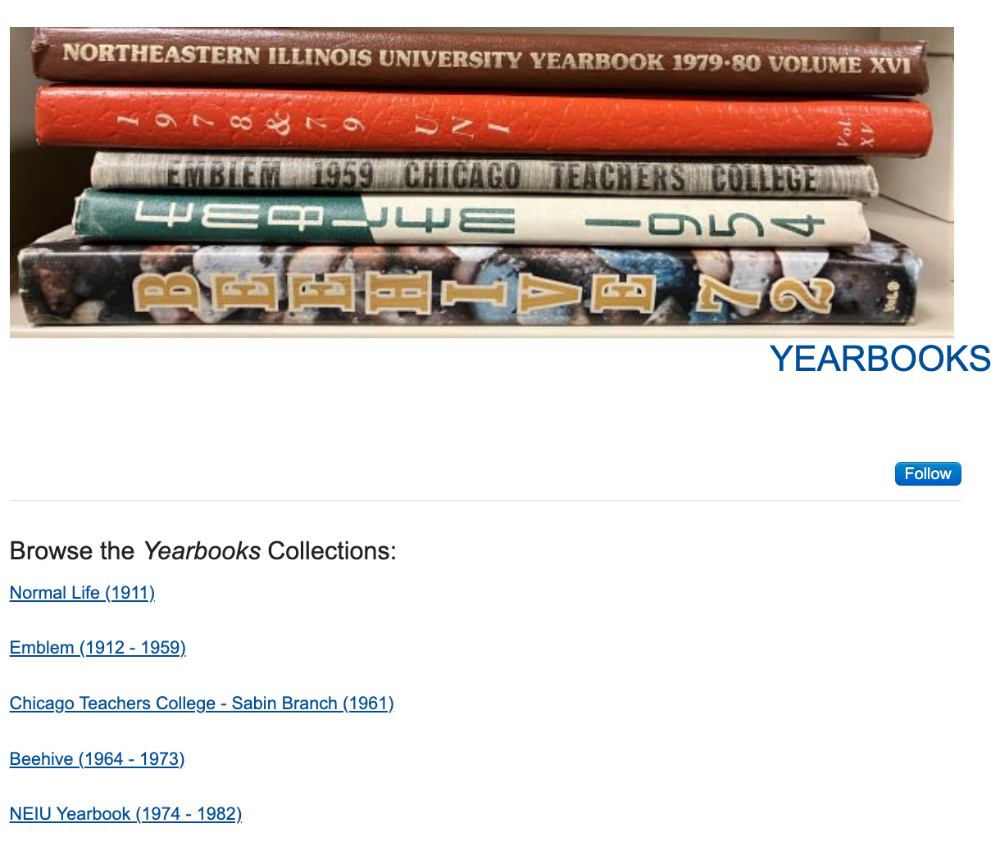 NORTHEASTERN ILLINOIS UNIVERSITY YEARBOOK 1979·80 VOLUME XVI
1978&79 UNI Vol. XV
EMBLEM 1959 CHICAGO TEACHERS COLLEGE
EMBLEM 1954
BEEHIVE 72 Vol.8
YEARBOOKS
Follow
Browse the Yearbooks Collections:
Normal Life (1911)
Emblem (1912 - 1959)
Chicago Teachers College - Sabin Branch (1961)
Beehive (1964 - 1973)
NEIU Yearbook (1974 - 1982)